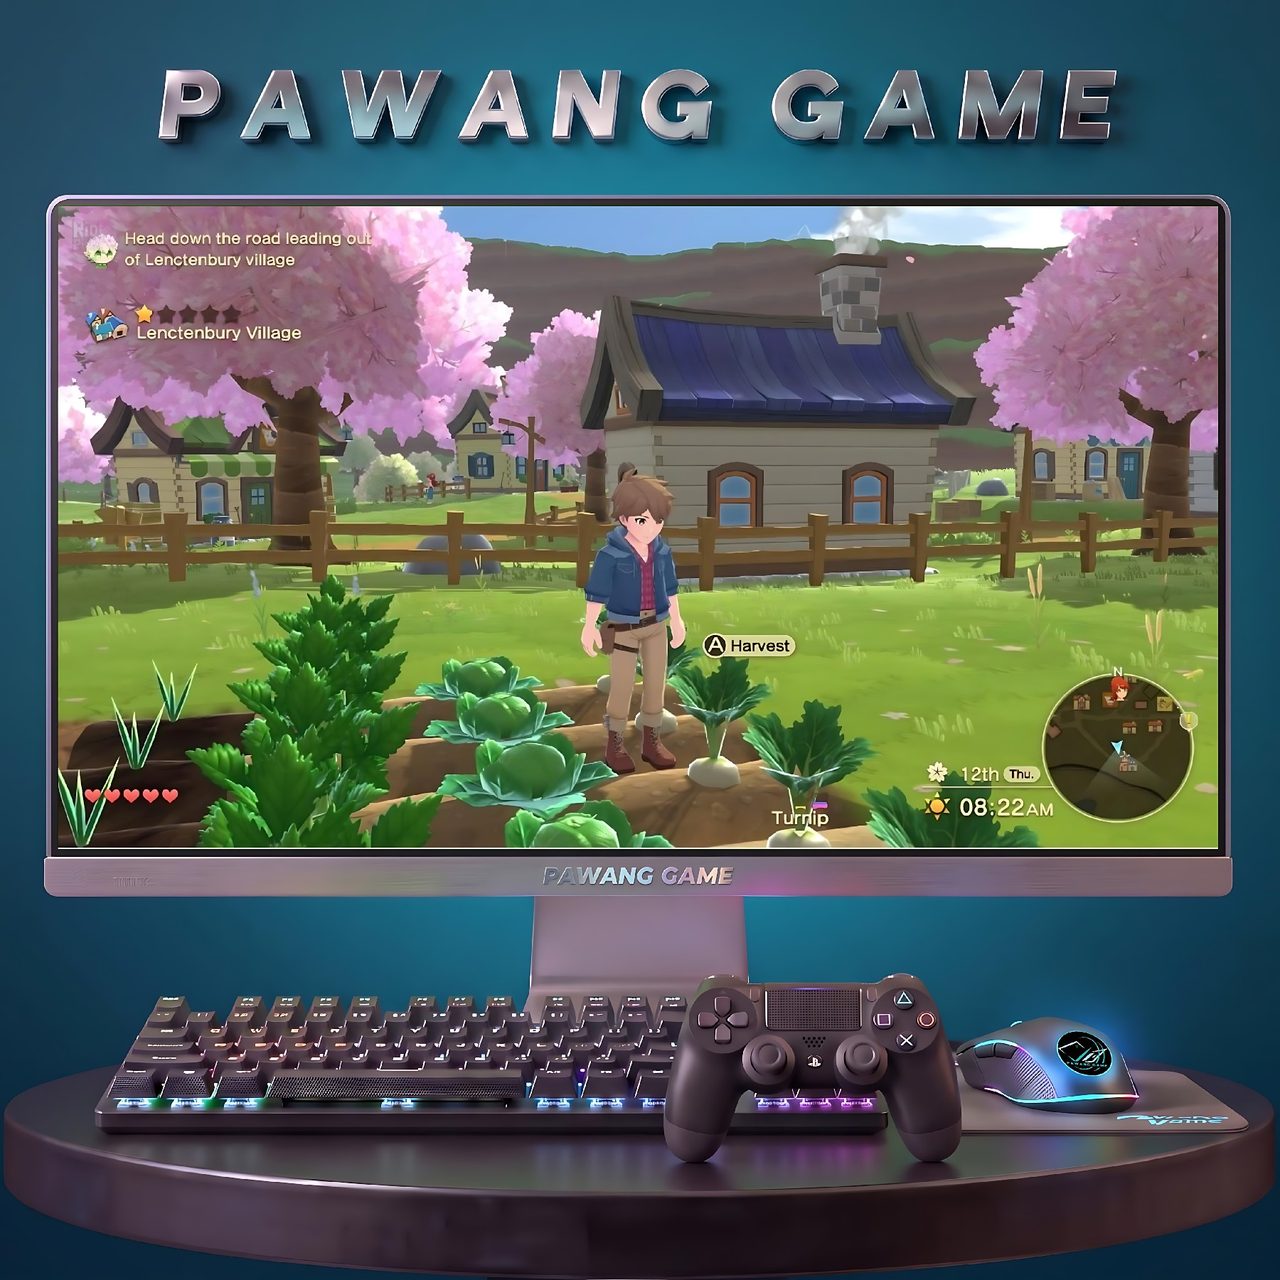 PAWANG GAME
Head down the road leading out
of Lenctenbury village
Lenctenbury Village
A Harvest
N
12th Thu.
08:22AM
Turnip
PAWANG GAME